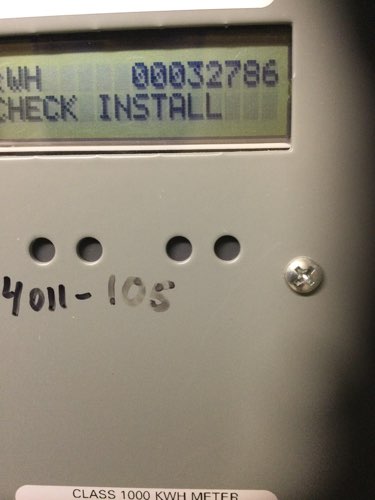 KWH 00032786
CHECK INSTALL
4011-105
CLASS 1000 KWH METER